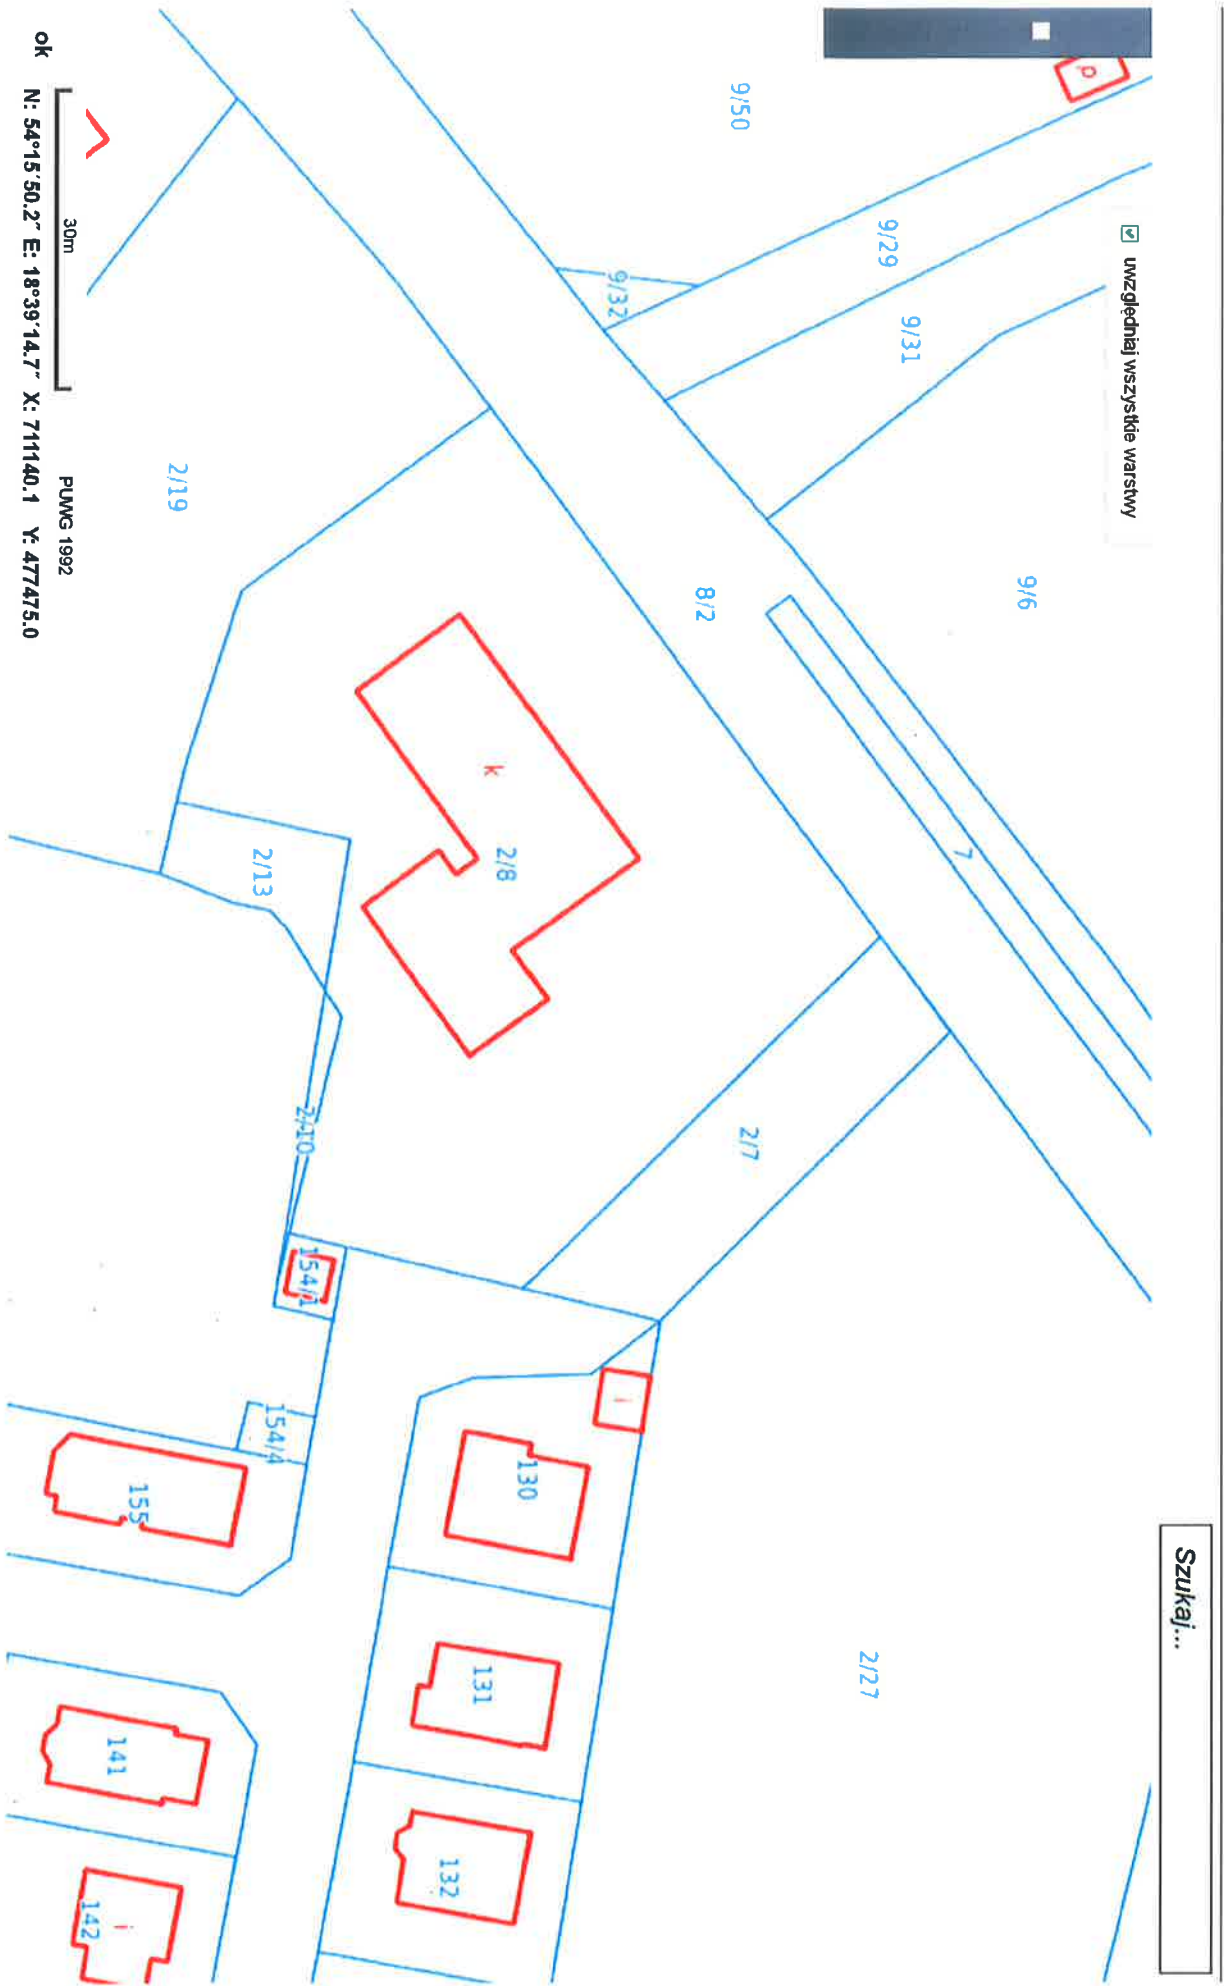 Szukaj...
uwzględniaj wszystkie warstwy
p
9/50
9/29
9/31
9/32
9/6
8/2
7
2/19
k
2/8
2/13
2/10
2/7
2/27
154/1
154/4
i
130
131
132
155
141
142
i
30m
PUWG 1992
ok N: 54°15′50.2″ E: 18°39′14.7″ X: 711140.1 Y: 477475.0